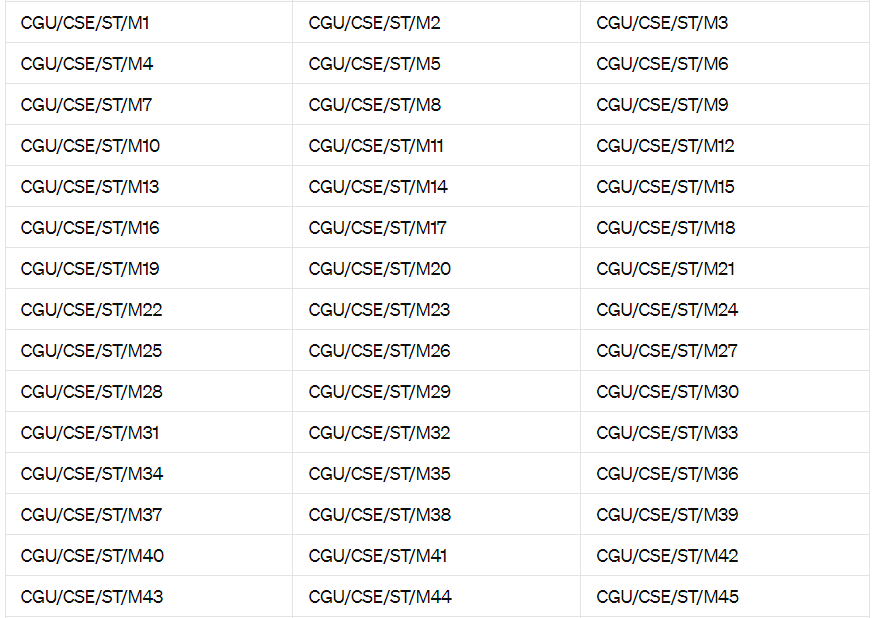 CGU/CSE/ST/M1 CGU/CSE/ST/M2 CGU/CSE/ST/M3
CGU/CSE/ST/M4 CGU/CSE/ST/M5 CGU/CSE/ST/M6
CGU/CSE/ST/M7 CGU/CSE/ST/M8 CGU/CSE/ST/M9
CGU/CSE/ST/M10 CGU/CSE/ST/M11 CGU/CSE/ST/M12
CGU/CSE/ST/M13 CGU/CSE/ST/M14 CGU/CSE/ST/M15
CGU/CSE/ST/M16 CGU/CSE/ST/M17 CGU/CSE/ST/M18
CGU/CSE/ST/M19 CGU/CSE/ST/M20 CGU/CSE/ST/M21
CGU/CSE/ST/M22 CGU/CSE/ST/M23 CGU/CSE/ST/M24
CGU/CSE/ST/M25 CGU/CSE/ST/M26 CGU/CSE/ST/M27
CGU/CSE/ST/M28 CGU/CSE/ST/M29 CGU/CSE/ST/M30
CGU/CSE/ST/M31 CGU/CSE/ST/M32 CGU/CSE/ST/M33
CGU/CSE/ST/M34 CGU/CSE/ST/M35 CGU/CSE/ST/M36
CGU/CSE/ST/M37 CGU/CSE/ST/M38 CGU/CSE/ST/M39
CGU/CSE/ST/M40 CGU/CSE/ST/M41 CGU/CSE/ST/M42
CGU/CSE/ST/M43 CGU/CSE/ST/M44 CGU/CSE/ST/M45